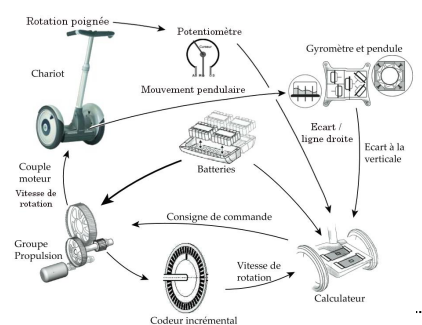 Rotation poignée
Potentiomètre
Gyromètre et pendule
Chariot
Mouvement pendulaire
Ecart /
ligne droite
Ecart à la
verticale
Batteries
Couple
moteur
Vitesse de
rotation
Consigne de commande
Groupe
Propulsion
Vitesse de
rotation
Calculateur
Codeur incrémental